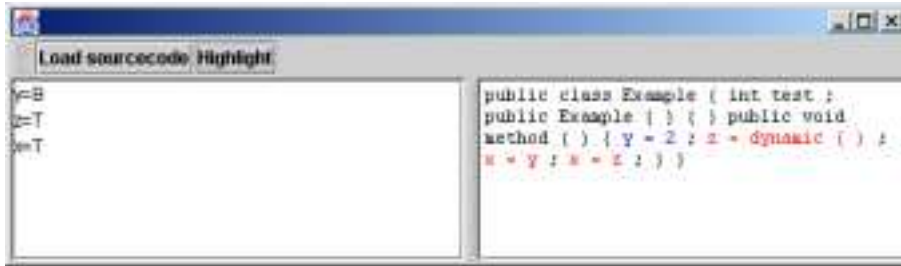 Load sourcecode Highlight
y=B
z=T
x=T
public class Example { int test ;
public Example ( ) { } public void
method ( ) { y = 2 ; z = dynamic ( ) ;
x = y ; x = z ; } }